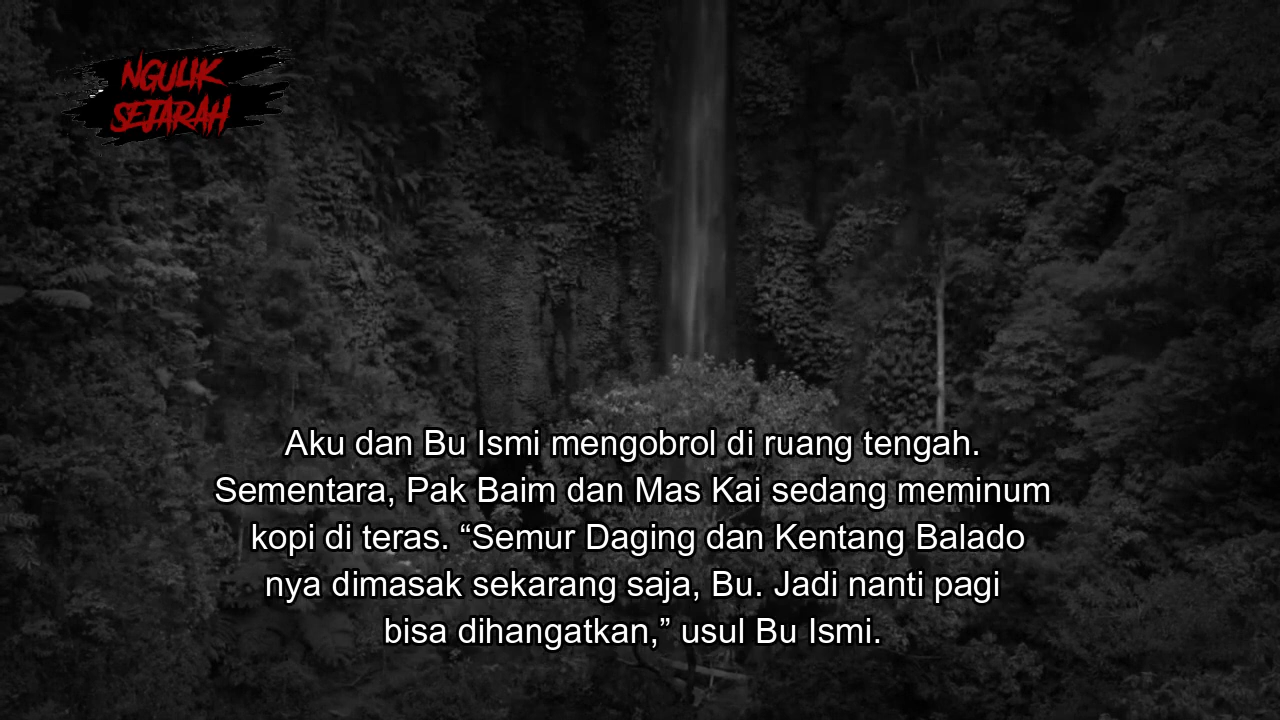 NGULIK
SEJARAH
Aku dan Bu Ismi mengobrol di ruang tengah.
Sementara, Pak Baim dan Mas Kai sedang meminum
kopi di teras. “Semur Daging dan Kentang Balado
nya dimasak sekarang saja, Bu. Jadi nanti pagi
bisa dihangatkan,” usul Bu Ismi.